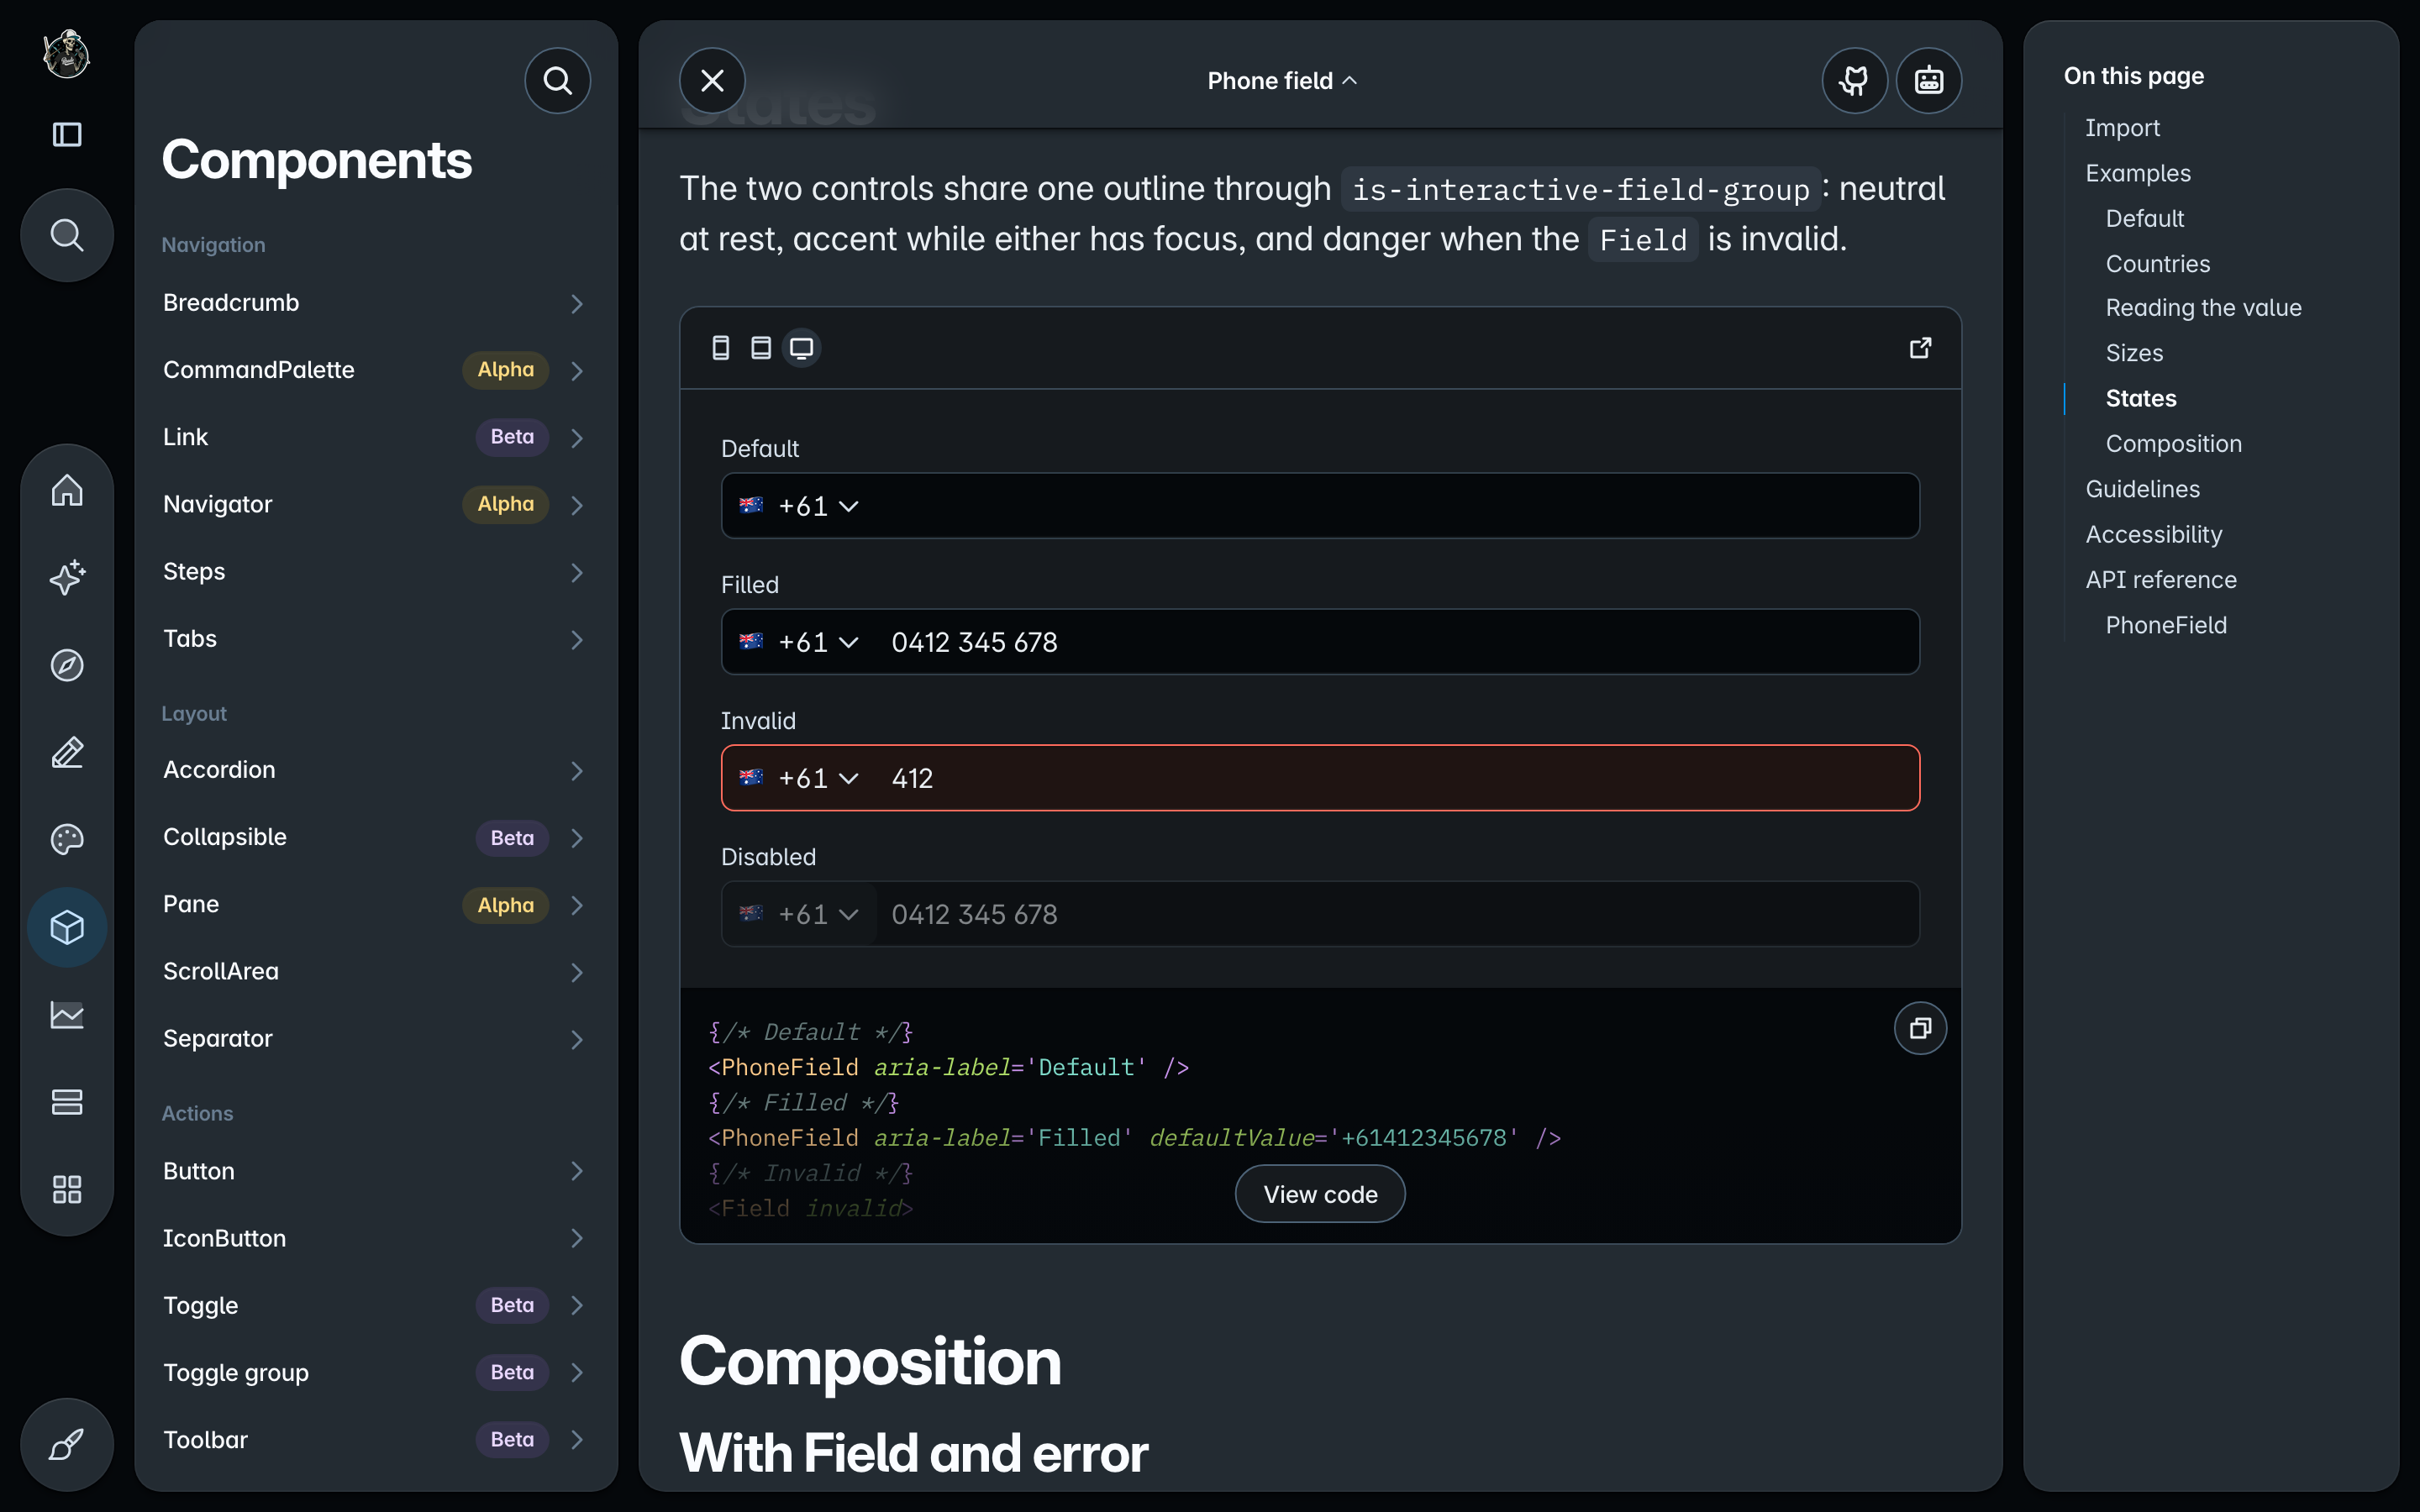 Components
Navigation
Breadcrumb
CommandPalette Alpha
Link Beta
Navigator Alpha
Steps
Tabs
Layout
Accordion
Collapsible Beta
Pane Alpha
ScrollArea
Separator
Actions
Button
IconButton
Toggle Beta
Toggle group Beta
Toolbar Beta
Phone field
States
The two controls share one outline through is-interactive-field-group: neutral
at rest, accent while either has focus, and danger when the Field is invalid.
Default
+61
Filled
+61 0412 345 678
Invalid
+61 412
Disabled
+61 0412 345 678
{/* Default */}
<PhoneField aria-label='Default' />
{/* Filled */}
<PhoneField aria-label='Filled' defaultValue='+61412345678' />
{/* Invalid */}
<Field invalid>
View code
Composition
With Field and error
On this page
Import
Examples
Default
Countries
Reading the value
Sizes
States
Composition
Guidelines
Accessibility
API reference
PhoneField